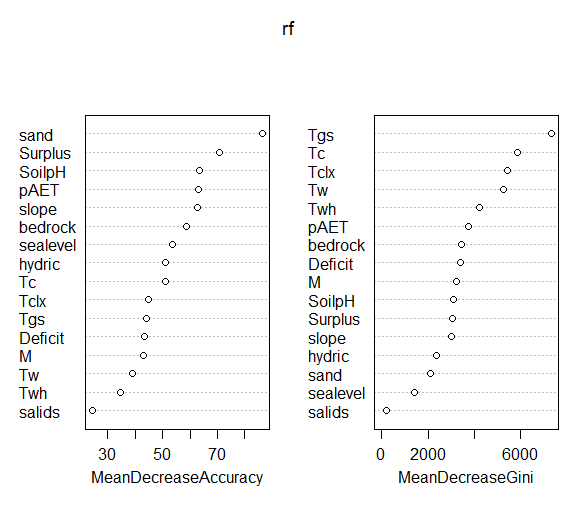 rf
sand
Surplus
SoilpH
pAET
slope
bedrock
sealevel
hydric
Tc
Tclx
Tgs
Deficit
M
Tw
Twh
salids
30 50 70
MeanDecreaseAccuracy
Tgs
Tc
Tclx
Tw
Twh
pAET
bedrock
Deficit
M
SoilpH
Surplus
slope
hydric
sand
sealevel
salids
0 2000 6000
MeanDecreaseGini